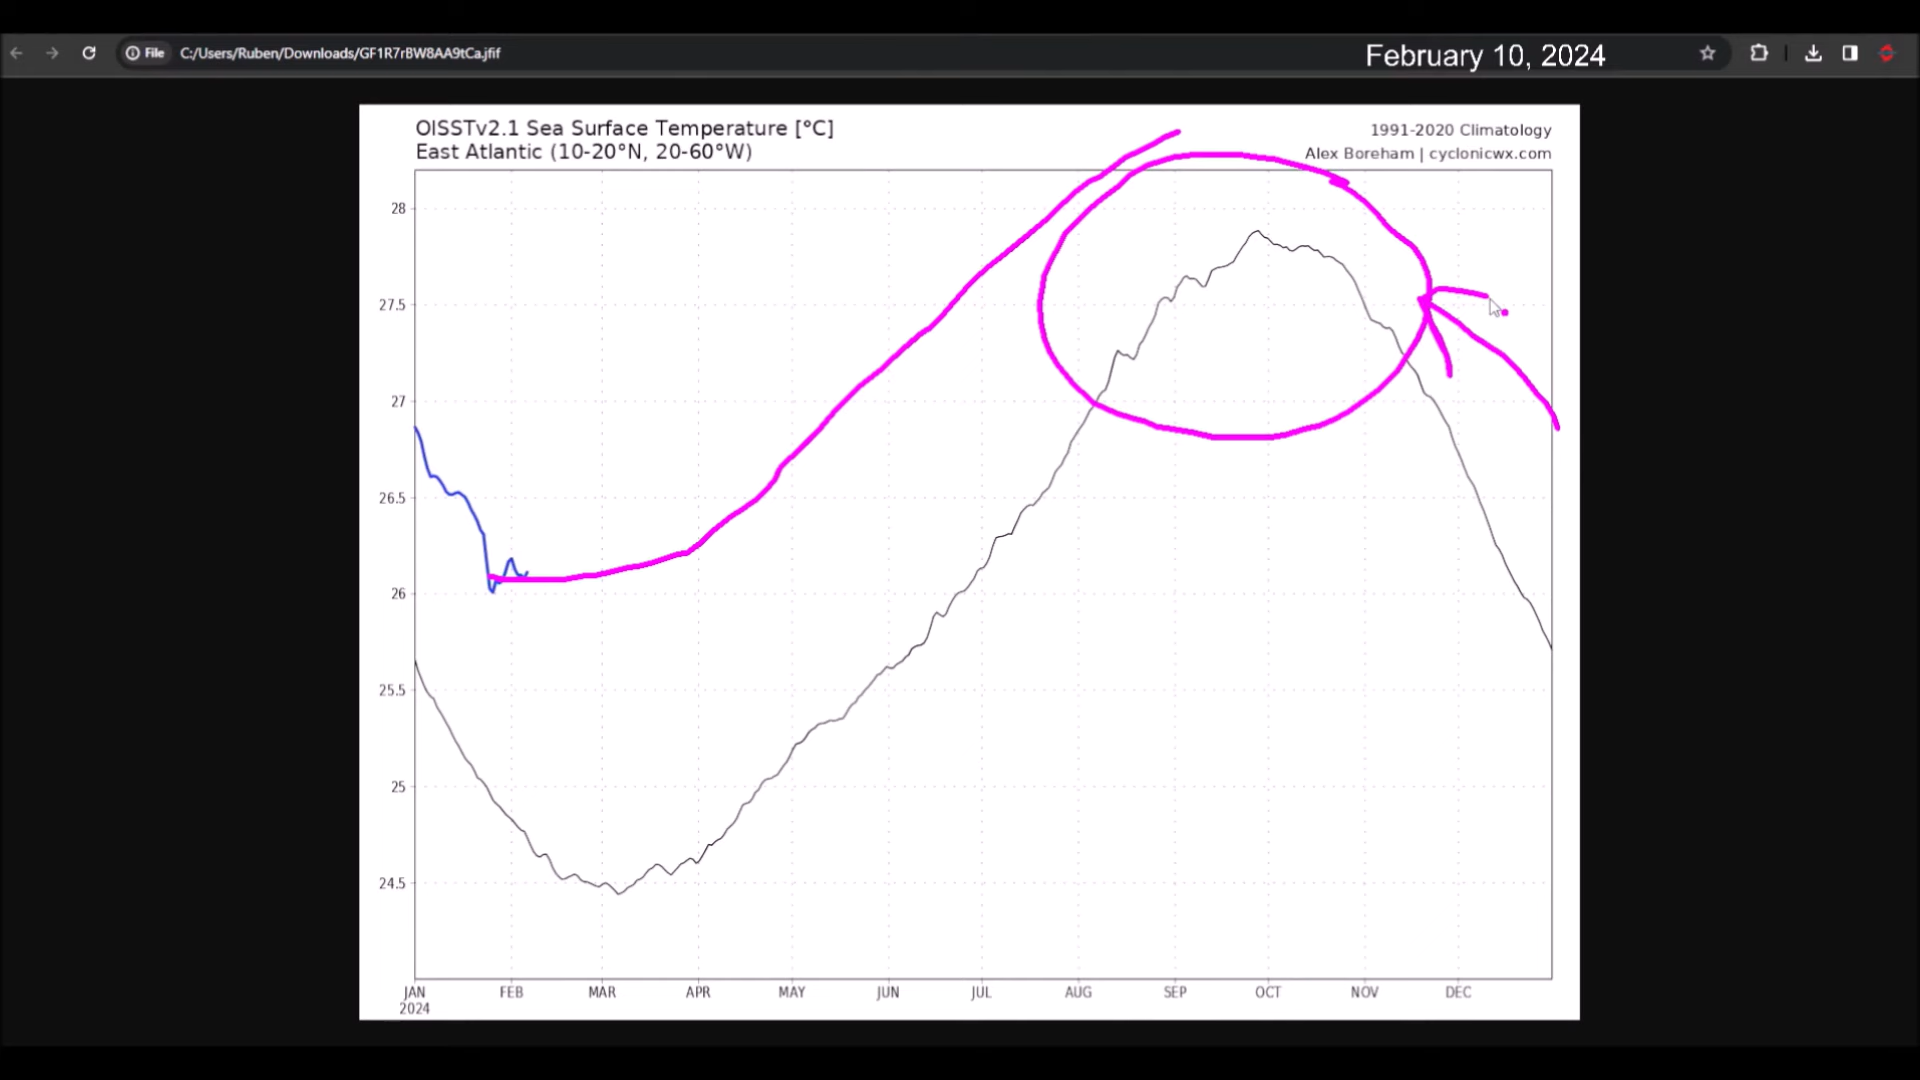 File C:/Users/Ruben/Downloads/GF1R7rBW8AA9tCa.jfif
February 10, 2024
OISSTv2.1 Sea Surface Temperature [°C]
East Atlantic (10-20°N, 20-60°W)
1991-2020 Climatology
Alex Boreham | cyclonicwx.com
28
27.5
27
26.5
26
25.5
25
24.5
JAN FEB MAR APR MAY JUN JUL AUG SEP OCT NOV DEC
2024